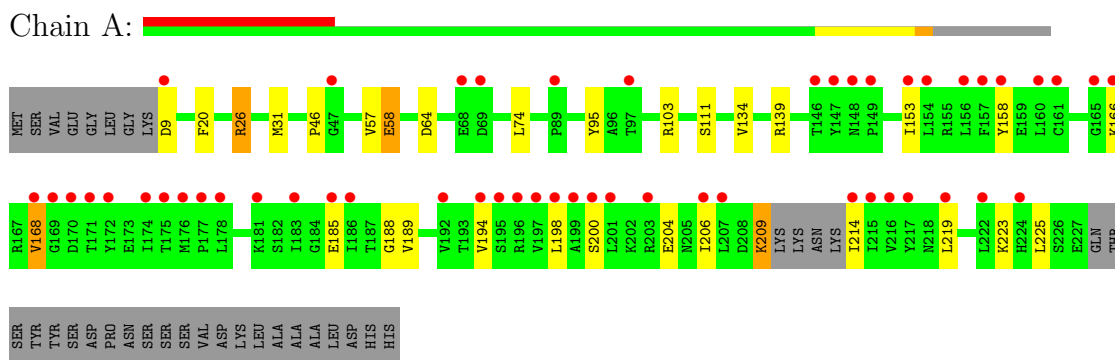 Chain A:
MET SER VAL GLU GLY LEU GLY LYS D9 F20 R26 M31 P46 G47 V57 E58 D64 E68 D69 L74 P89 Y95 A96 T97 R103 S111 V134 R139 T146 Y147 N148 P149 I153 L154 R155 L156 F157 Y158 E159 L160 C161 G165 K166
R167 V168 G169 D170 T171 Y172 E173 I174 T175 M176 P177 L178 K181 S182 I183 G184 E185 I186 T187 G188 V189 V192 T193 V194 S195 R196 V197 L198 A199 S200 L201 K202 R203 E204 N205 I206 L207 D208 K209 LYS LYS ASN LYS I214 I215 V216 Y217 N218 L219 L222 K223 H224 L225 S226 E227 GLN THR
SER TYR TYR SER ASP PRO ASN SER SER SER VAL ASP LYS LEU ALA ALA ALA LEU ASP HIS HIS